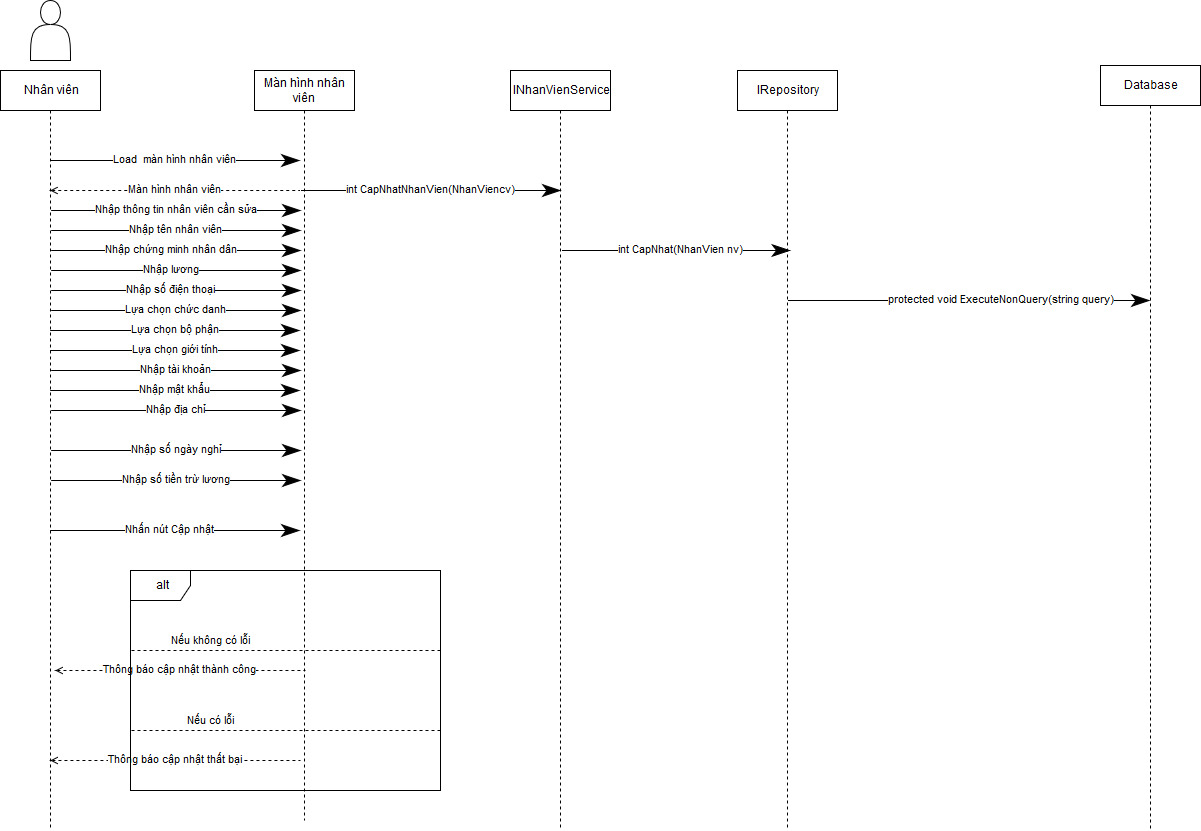 Nhân viên
Màn hình nhân
viên
INhanVienService
IRepository
Database
Load màn hình nhân viên
Màn hình nhân viên
int CapNhatNhanVien(NhanViencv)
Nhập thông tin nhân viên cần sửa
Nhập tên nhân viên
Nhập chứng minh nhân dân
int CapNhat(NhanVien nv)
Nhập lương
Nhập số điện thoại
protected void ExecuteNonQuery(string query)
Lựa chọn chức danh
Lựa chọn bộ phận
Lựa chọn giới tính
Nhập tài khoản
Nhập mật khẩu
Nhập địa chỉ
Nhập số ngày nghỉ
Nhập số tiền trừ lương
Nhấn nút Cập nhật
alt
Nếu không có lỗi
Thông báo cập nhật thành công
Nếu có lỗi
Thông báo cập nhật thất bại